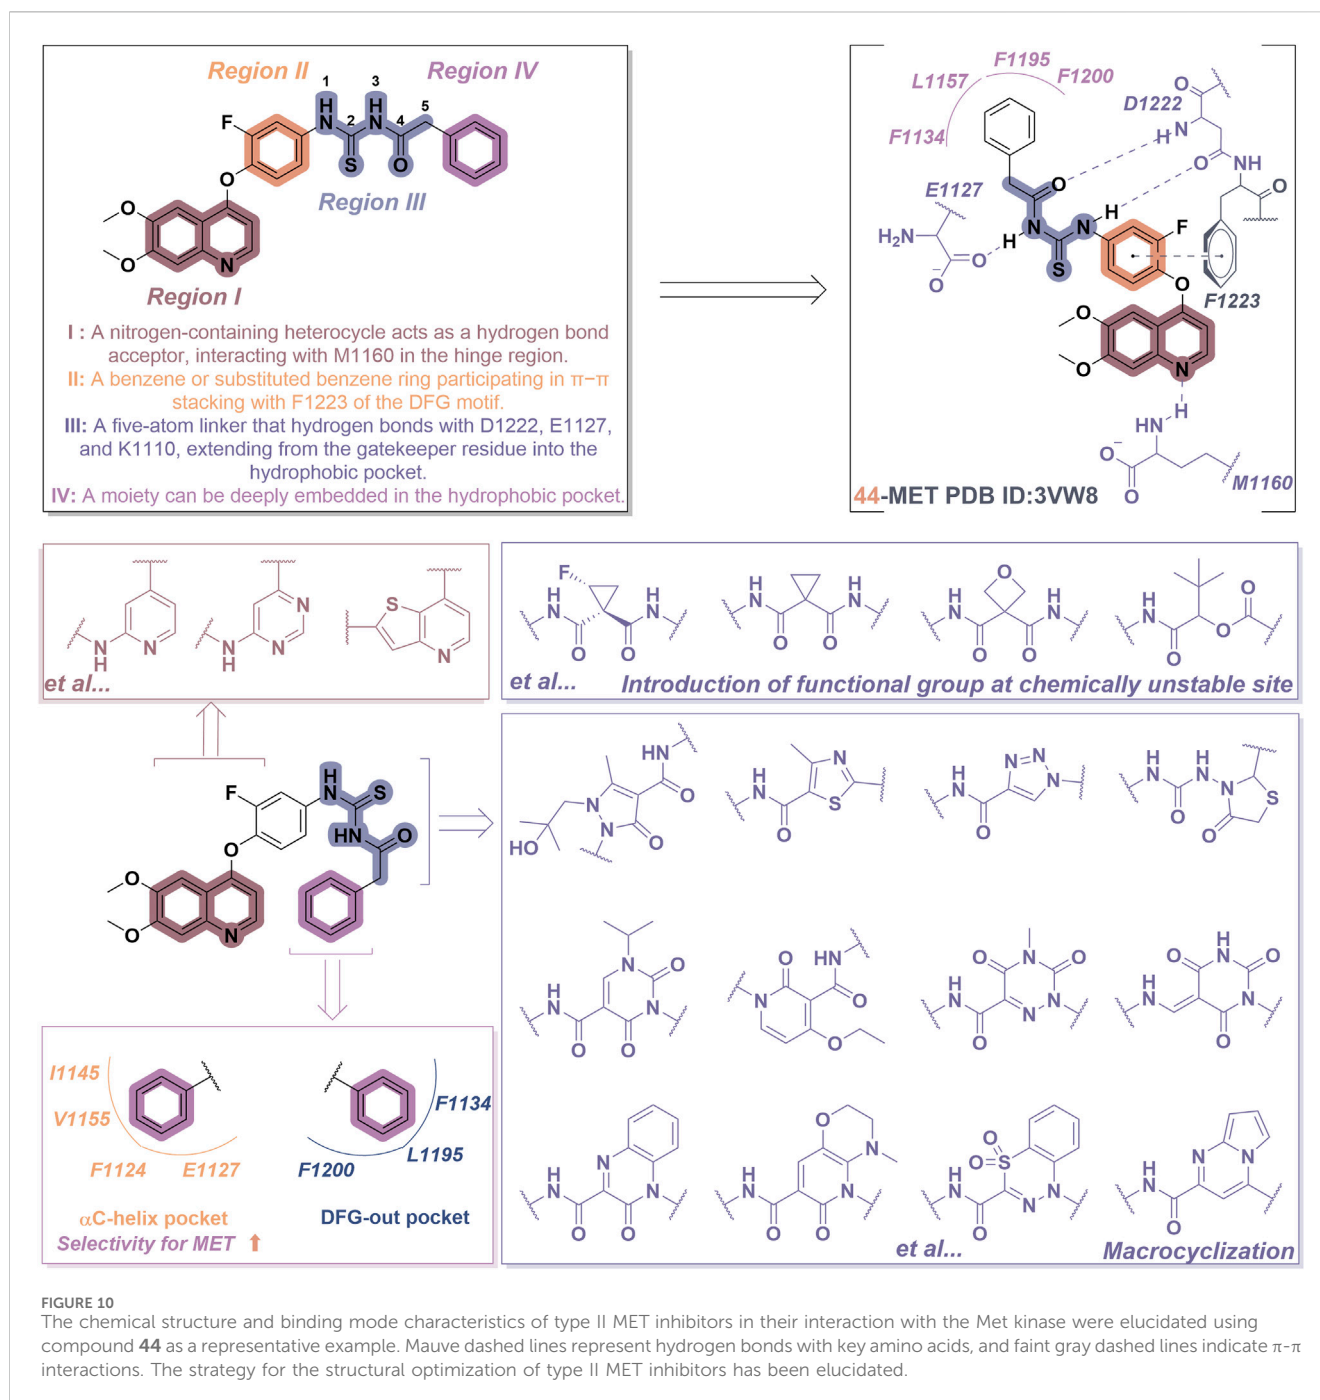 Region II
1
3
Region IV
H
H
5
F
N
2
N
4
S
O
O
Region III
O
O
N
Region I
I : A nitrogen-containing heterocycle acts as a hydrogen bond
acceptor, interacting with M1160 in the hinge region.
II: A benzene or substituted benzene ring participating in π−π
stacking with F1223 of the DFG motif.
III: A five-atom linker that hydrogen bonds with D1222, E1127,
and K1110, extending from the gatekeeper residue into the
hydrophobic pocket.
IV: A moiety can be deeply embedded in the hydrophobic pocket.
F1195
L1157
F1200
F1134
D1222
O
H
N
O
NH
O
E1127
O
H
H2N
H
N
N
F
S
O
O
-
O
F1223
O
O
N
H
HN
O-
O
M1160
44-MET PDB ID:3VW8
N
H
N
N
H
N
N
S
N
et al...
F
H
N
H
N
O
O
H
N
H
N
O
O
O
H
N
H
N
O
O
H
N
O
O
O
et al...
Introduction of functional group at chemically unstable site
HN
O
N
N
O
HO
H
N
O
N
S
H
N
O
N
N
N
H
N
H
N
O
N
S
O
H
N
S
F
HN
O
O
O
O
N
N
O
H
N
O
O
N
N
O
HN
O
O
N
O
N
O
H
N
O
N
N
H
N
O
O
N
H
N
O
O
N
I1145
V1155
F1124
E1127
F1134
L1195
F1200
αC-helix pocket
DFG-out pocket
Selectivity for MET ⬆
H
N
O
N
N
O
H
N
O
O
N
N
O
H
N
O
O
O
S
N
N
H
N
O
N
N
et al...
Macrocyclization
FIGURE 10
The chemical structure and binding mode characteristics of type II MET inhibitors in their interaction with the Met kinase were elucidated using
compound 44 as a representative example. Mauve dashed lines represent hydrogen bonds with key amino acids, and faint gray dashed lines indicate π-π
interactions. The strategy for the structural optimization of type II MET inhibitors has been elucidated.